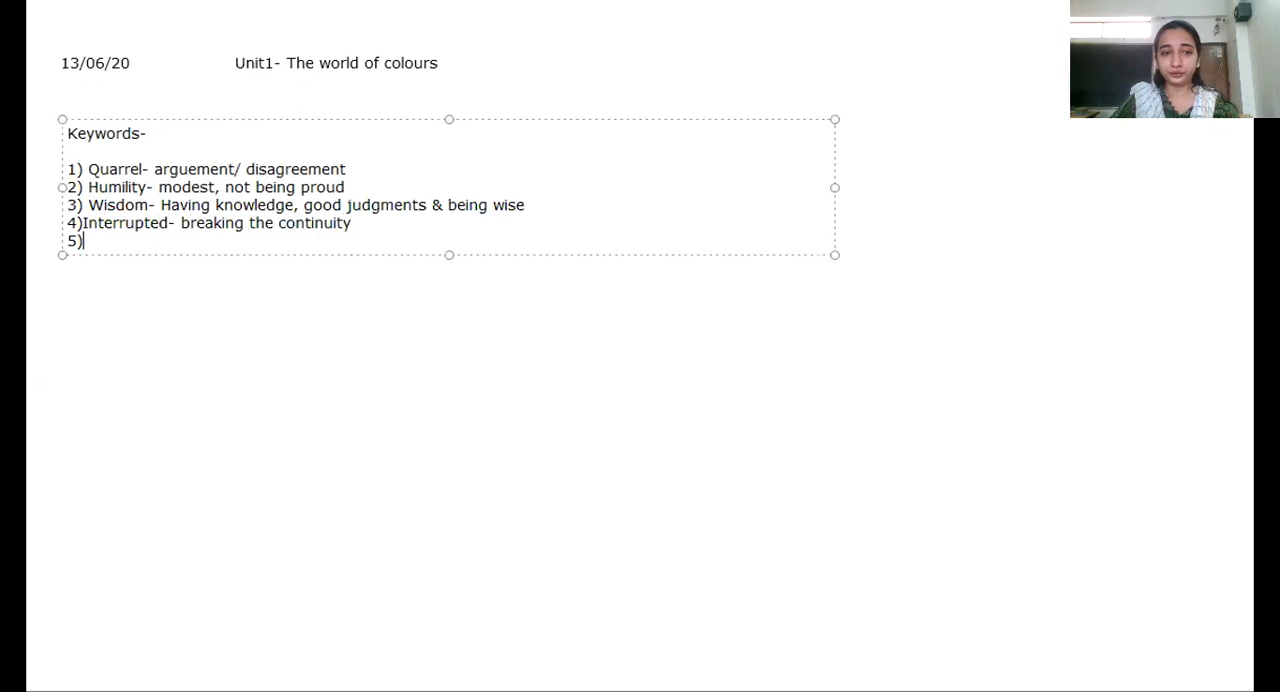 13/06/20 Unit1- The world of colours
Keywords-
1) Quarrel- arguement/ disagreement
2) Humility- modest, not being proud
3) Wisdom- Having knowledge, good judgments & being wise
4)Interrupted- breaking the continuity
5)